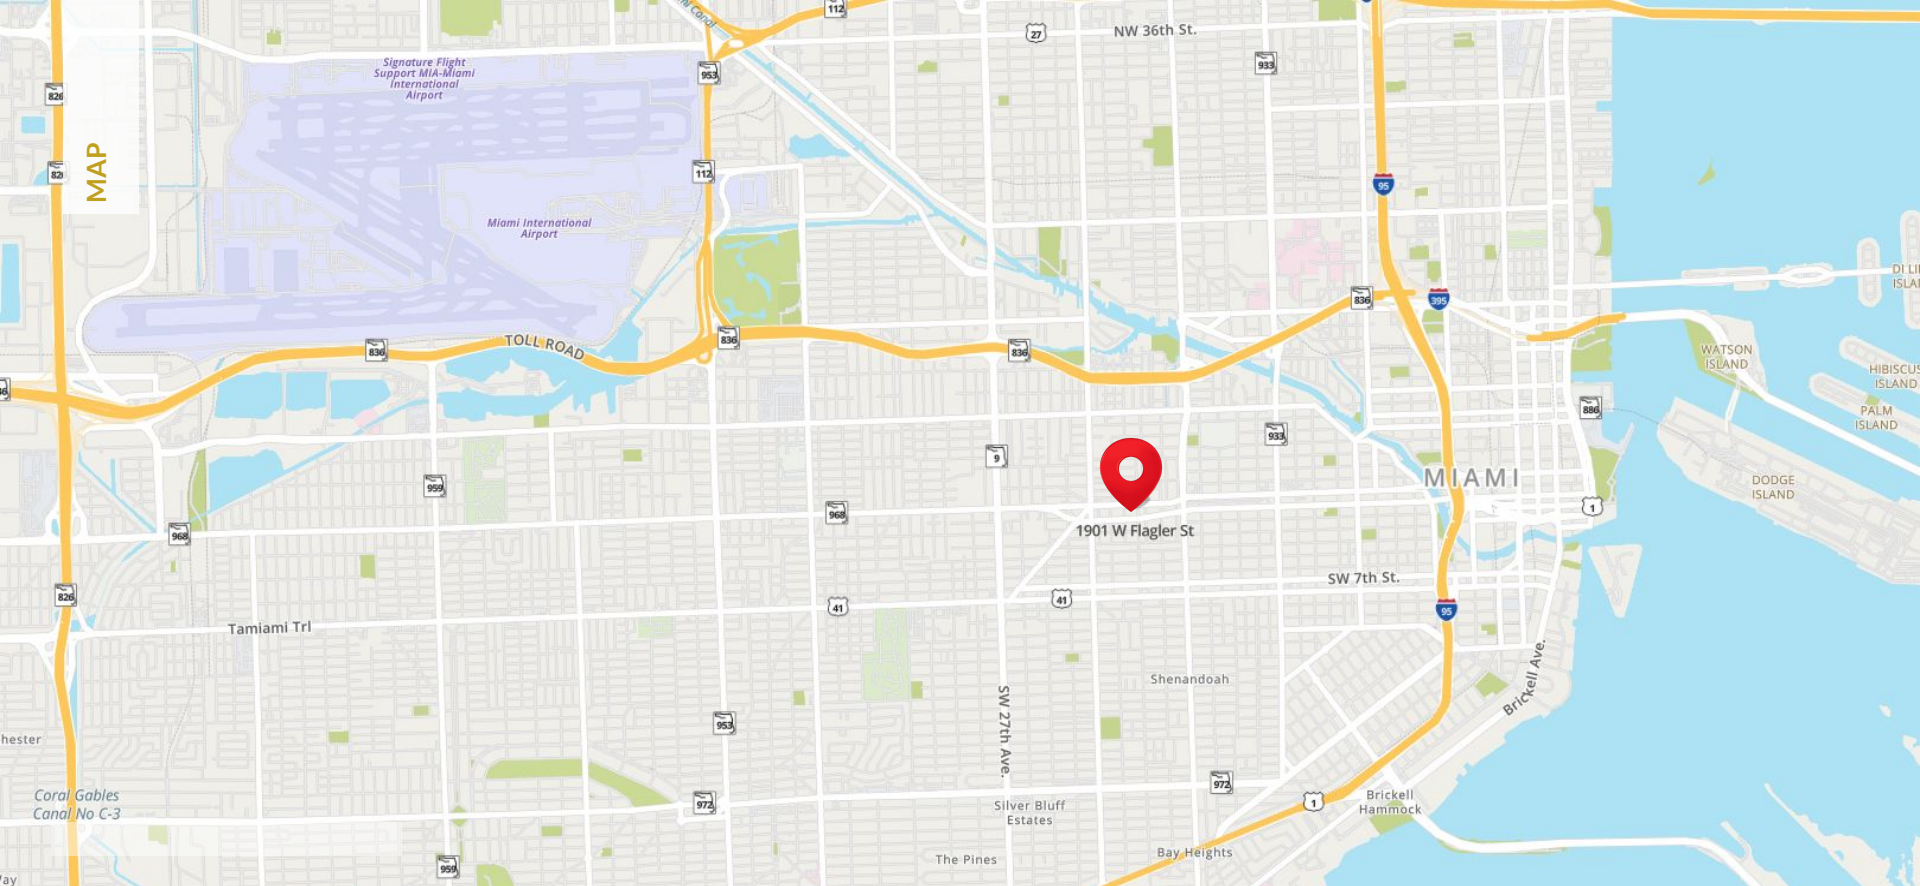 MAP
112
27
NW 36th St.
933
Signature Flight
Support MIA-Miami
International
Airport
953
826
112
95
Miami International
Airport
836
395
DODGE
ISLAND
WATSON
ISLAND
HIBISCUS
ISLAND
PALM
ISLAND
TOLL ROAD
836
836
836
886
933
9
MIAMI
959
968
968
1
1901 W Flagler St
SW 7th St.
826
41
41
95
Tamiami Trl
Shenandoah
Brickell Ave.
SW 27th Ave.
953
hester
972
972
1
Coral Gables
Canal No C-3
Silver Bluff
Estates
Brickell
Hammock
The Pines
Bay Heights
959